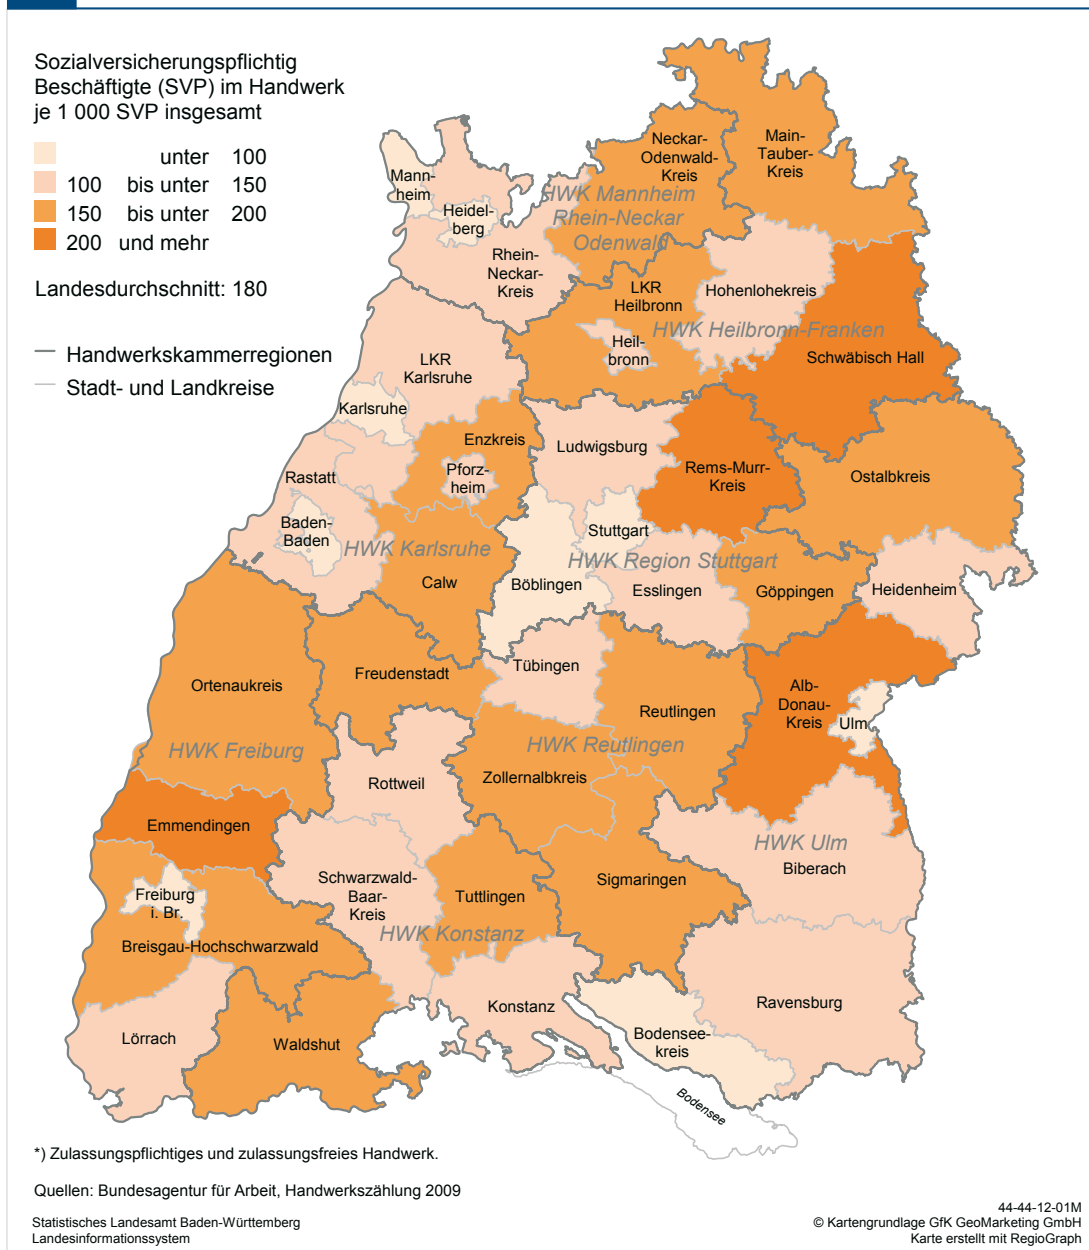 Sozialversicherungspflichtig
Beschäftigte (SVP) im Handwerk
je 1 000 SVP insgesamt
unter 100
100 bis unter 150
150 bis unter 200
200 und mehr
Landesdurchschnitt: 180
Handwerkskammerregionen
Stadt- und Landkreise
Neckar-
Odenwald-
Kreis
Main-
Tauber-
Kreis
Mann-
heim
HWK Mannheim
Rhein-Neckar
Odenwald
Heidel-
berg
Rhein-
Neckar-
Kreis
LKR
Heilbronn
Hohenlohekreis
HWK Heilbronn-Franken
Heil-
bronn
Schwäbisch Hall
LKR
Karlsruhe
Karlsruhe
Enzkreis
Ludwigsburg
Rems-Murr-
Kreis
Ostalbkreis
Pforz-
heim
Rastatt
Baden-
Baden
HWK Karlsruhe
Stuttgart
HWK Region Stuttgart
Calw
Böblingen
Esslingen
Göppingen
Heidenheim
Tübingen
Freudenstadt
Ortenaukreis
Reutlingen
Alb-
Donau-
Kreis
Ulm
HWK Freiburg
HWK Reutlingen
Zollernalbkreis
Rottweil
Emmendingen
HWK Ulm
Biberach
Schwarzwald-
Baar-
Kreis
Tuttlingen
Sigmaringen
Freiburg
i. Br.
HWK Konstanz
Breisgau-Hochschwarzwald
Konstanz
Ravensburg
Lörrach
Waldshut
Bodensee-
kreis
Bodensee
*) Zulassungspflichtiges und zulassungsfreies Handwerk.
Quellen: Bundesagentur für Arbeit, Handwerkszählung 2009
Statistisches Landesamt Baden-Württemberg
Landesinformationssystem
44-44-12-01M
© Kartengrundlage GfK GeoMarketing GmbH
Karte erstellt mit RegioGraph